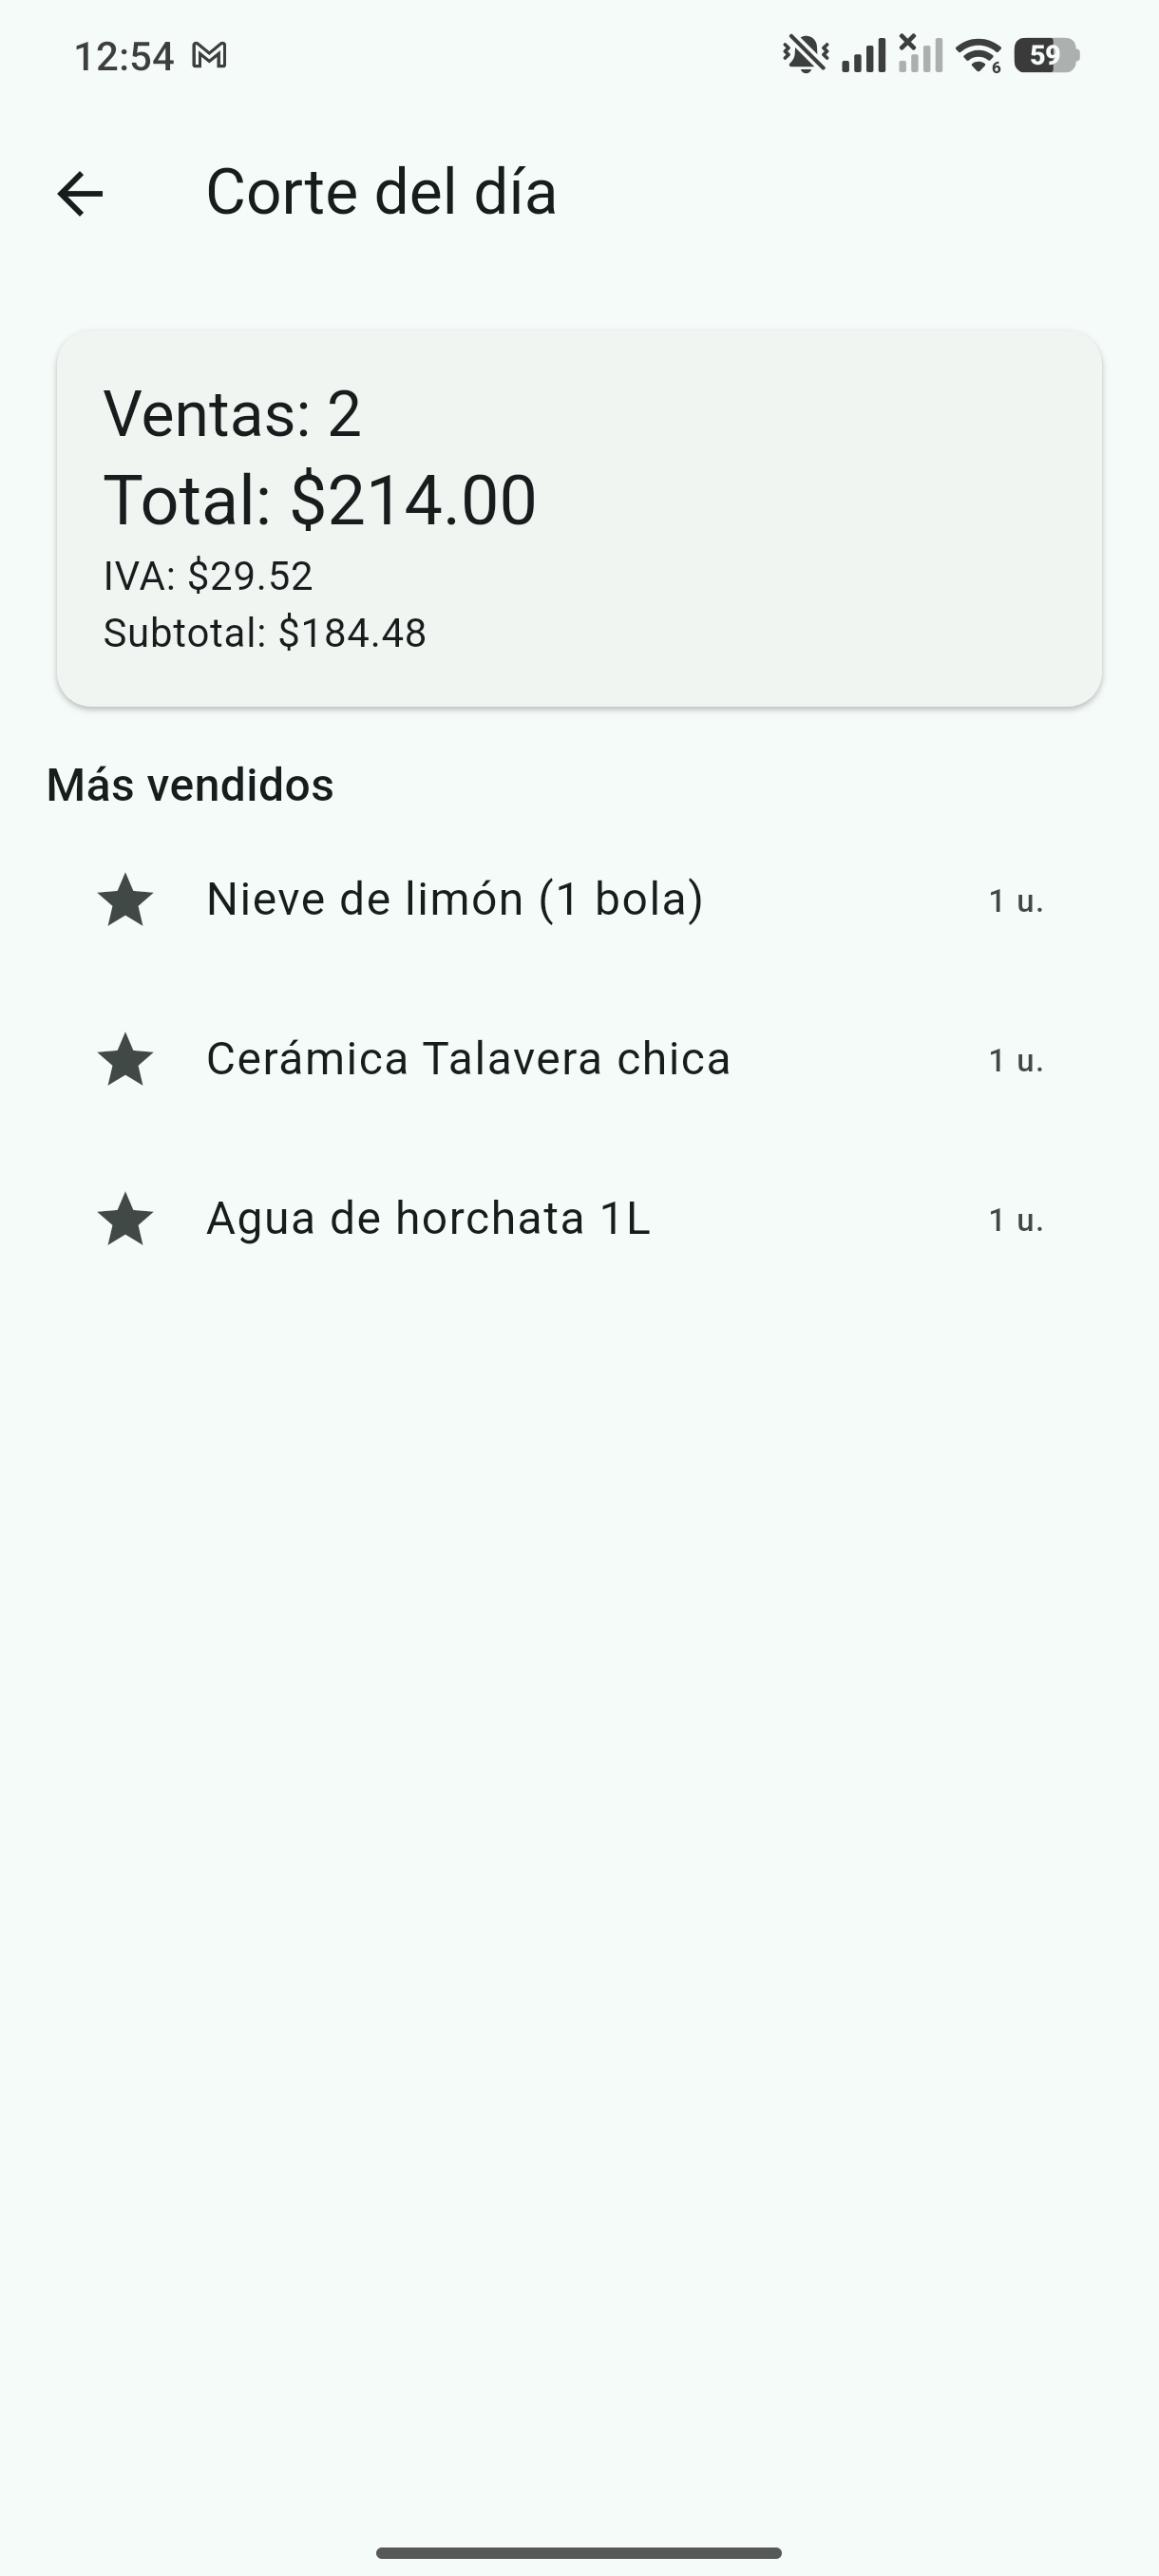 12:54
6
59
Corte del día
Ventas: 2
Total: $214.00
IVA: $29.52
Subtotal: $184.48
Más vendidos
Nieve de limón (1 bola) 1 u.
Cerámica Talavera chica 1 u.
Agua de horchata 1L 1 u.